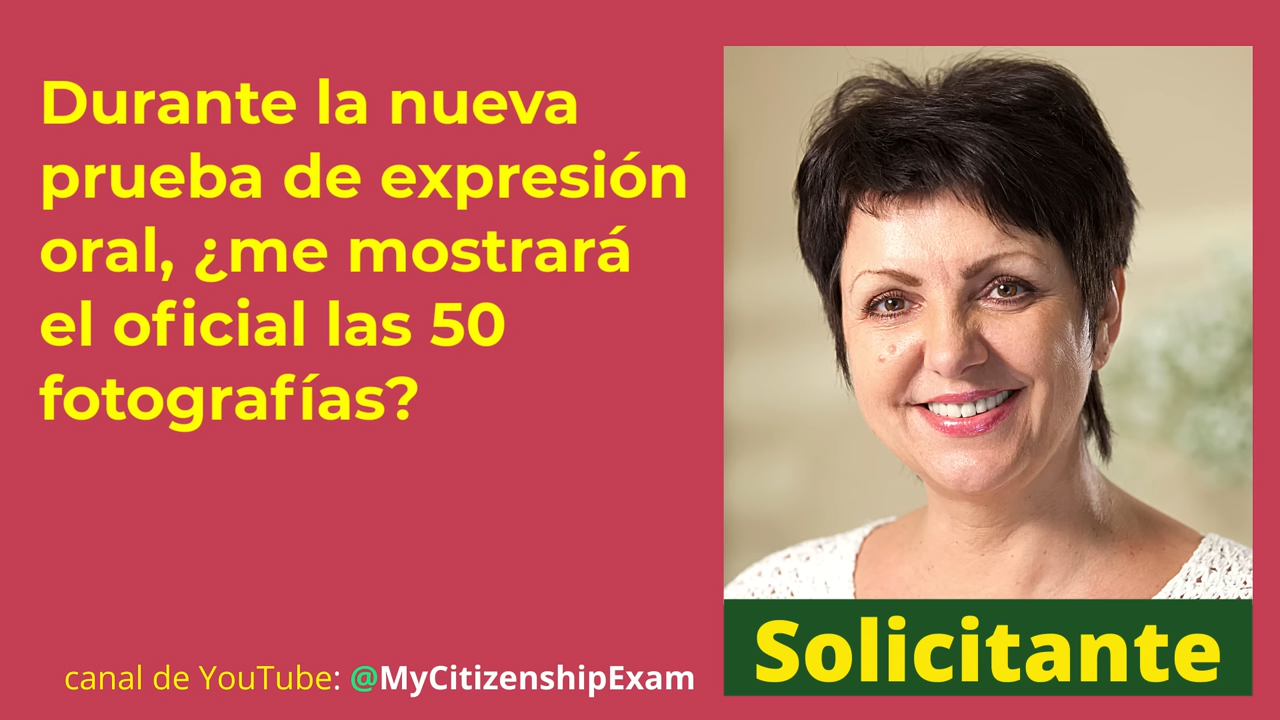 Durante la nueva
prueba de expresión
oral, ¿me mostrará
el oficial las 50
fotografías?
Solicitante
canal de YouTube: @MyCitizenshipExam